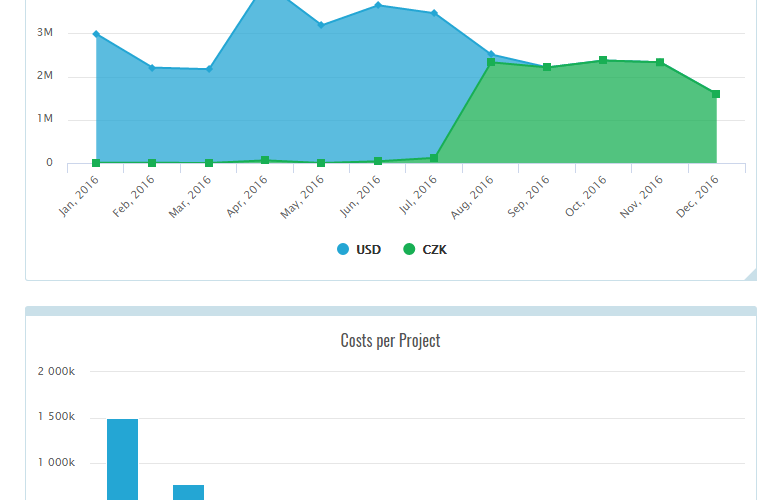 3M
2M
1M
0
Jan, 2016 Feb, 2016 Mar, 2016 Apr, 2016 May, 2016 Jun, 2016 Jul, 2016 Aug, 2016 Sep, 2016 Oct, 2016 Nov, 2016 Dec, 2016
USD CZK
Costs per Project
2 000k
1 500k
1 000k